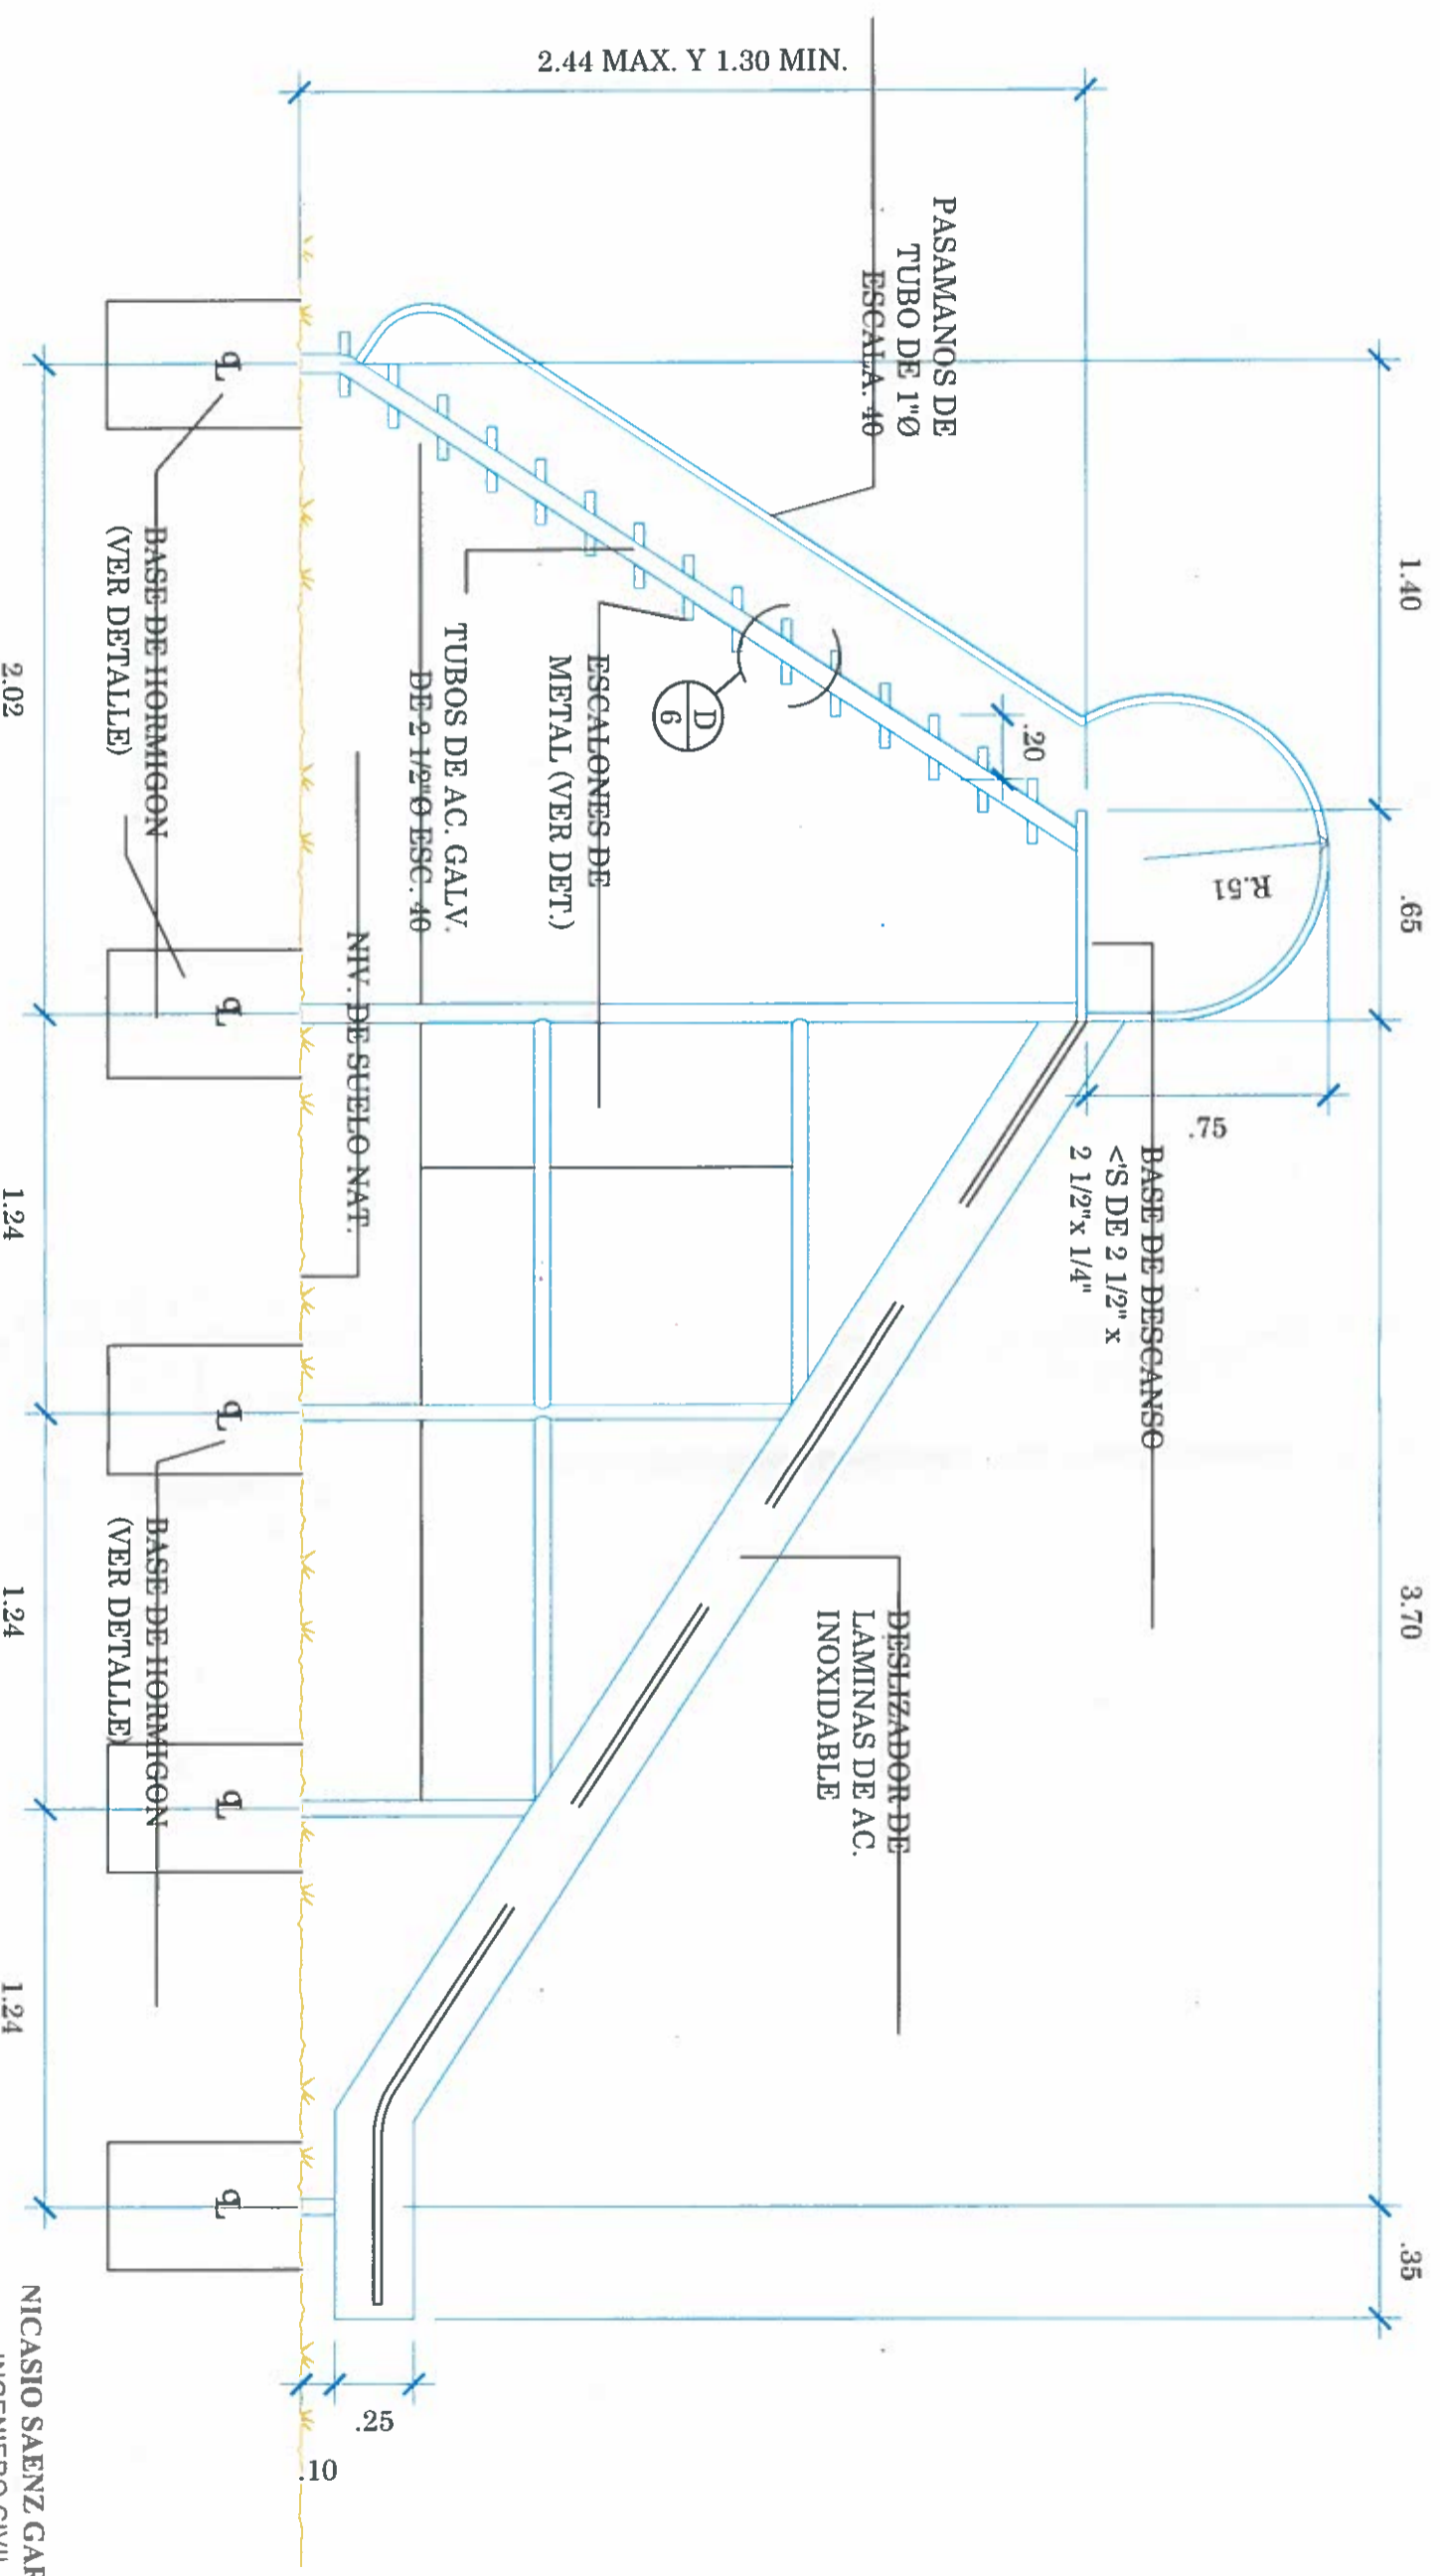 1.40
.65
3.70
.35
2.44 MAX. Y 1.30 MIN.
PASAMANOS DE
TUBO DE 1"Ø
ESCALA. 40
R.51
.75
.20
BASE DE DESCANSO
<'S DE 2 1/2" x
2 1/2"x 1/4"
D
6
ESCALONES DE
METAL (VER DET.)
TUBOS DE AC. GALV.
DE 2 1/2"Ø ESC. 40
NIV. DE SUELO NAT.
DESLIZADOR DE
LAMINAS DE AC.
INOXIDABLE
.25
.10
℄
℄
℄
℄
℄
BASE DE HORMIGON
(VER DETALLE)
BASE DE HORMIGON
(VER DETALLE)
2.02
1.24
1.24
1.24
NICASIO SAENZ
INGENIERO CIVIL